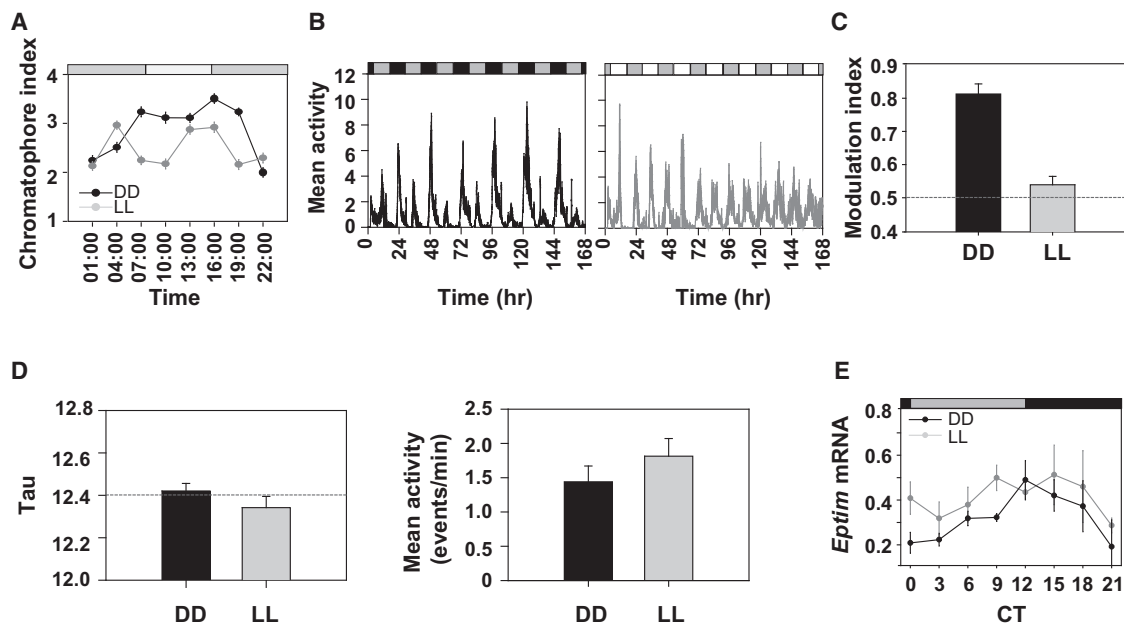 A
Chromatophore index
4
3
2
1
DD
LL
01:00
04:00
07:00
10:00
13:00
16:00
19:00
22:00
Time
B
Mean activity
12
10
8
6
4
2
0
0
24
48
72
96
120
144
168
Time (hr)
0
24
48
72
96
120
144
168
Time (hr)
C
Modulation index
0.9
0.8
0.7
0.6
0.5
0.4
DD
LL
D
Tau
12.8
12.6
12.4
12.2
12.0
DD
LL
Mean activity
(events/min)
2.5
2.0
1.5
1.0
0.5
0
DD
LL
E
Eptim mRNA
0.8
0.6
0.4
0.2
DD
LL
0
3
6
9
12
15
18
21
CT